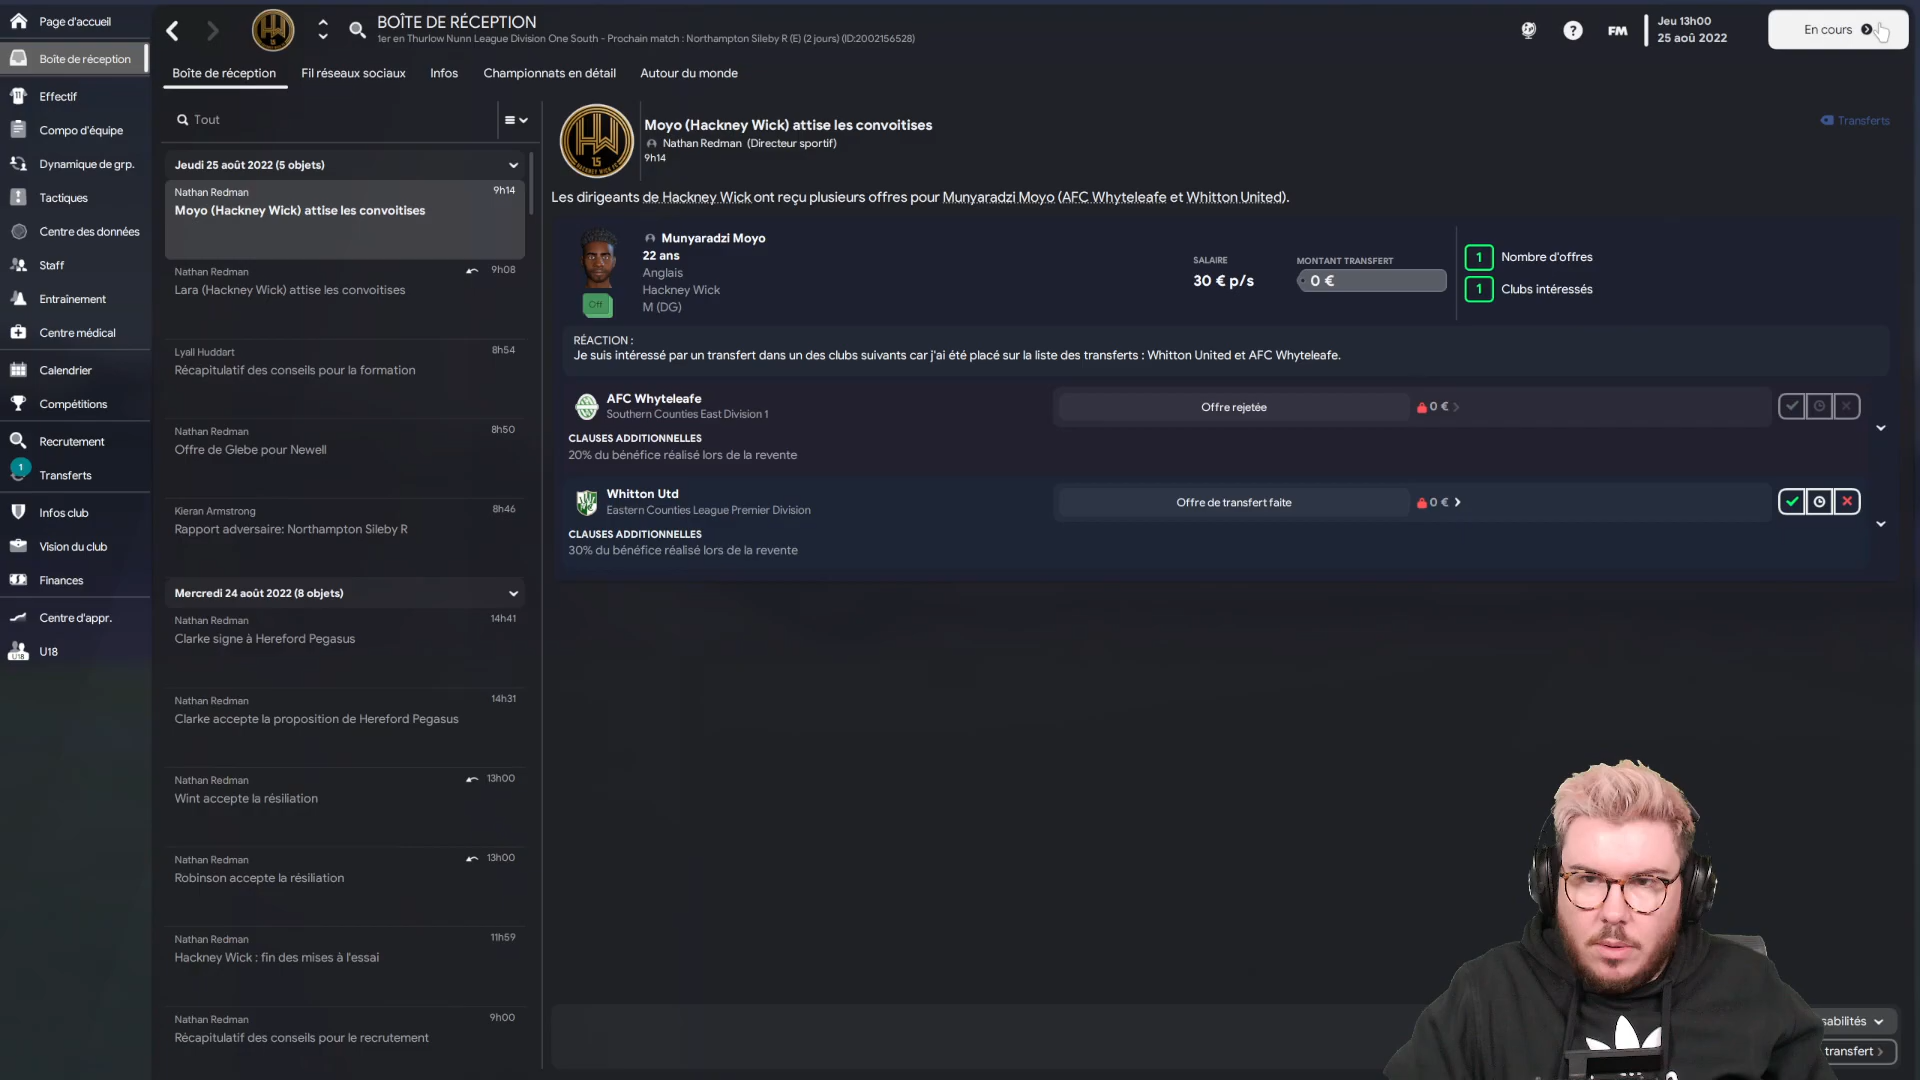 Page d'accueil
Boîte de réception
Effectif
Compo d'équipe
Dynamique de grp.
Tactiques
Centre des données
Staff
Entraînement
Centre médical
Calendrier
Compétitions
Recrutement
1
Transferts
Infos club
Vision du club
Finances
Centre d'appr.
U18
BOÎTE DE RÉCEPTION
1er en Thurlow Nunn League Division One South - Prochain match : Northampton Sileby R (E) (2 jours) (ID:2002156528)
FM
Jeu 13h00
25 aoû 2022
En cours
Boîte de réception
Fil réseaux sociaux
Infos
Championnats en détail
Autour du monde
Tout
Jeudi 25 août 2022 (5 objets)
Nathan Redman 9h14
Moyo (Hackney Wick) attise les convoitises
Nathan Redman 9h08
Lara (Hackney Wick) attise les convoitises
Lyall Huddart 8h54
Récapitulatif des conseils pour la formation
Nathan Redman 8h50
Offre de Glebe pour Newell
Kieran Armstrong 8h46
Rapport adversaire: Northampton Sileby R
Mercredi 24 août 2022 (8 objets)
Nathan Redman 14h41
Clarke signe à Hereford Pegasus
Nathan Redman 14h31
Clarke accepte la proposition de Hereford Pegasus
Nathan Redman 13h00
Wint accepte la résiliation
Nathan Redman 13h00
Robinson accepte la résiliation
Nathan Redman 11h59
Hackney Wick : fin des mises à l'essai
Nathan Redman 9h00
Récapitulatif des conseils pour le recrutement
Moyo (Hackney Wick) attise les convoitises
Nathan Redman (Directeur sportif)
9h14
Transferts
Les dirigeants de Hackney Wick ont reçu plusieurs offres pour Munyaradzi Moyo (AFC Whyteleafe et Whitton United).
Munyaradzi Moyo
22 ans
Anglais
Hackney Wick
M (DG)
Off
SALAIRE
30 € p/s
MONTANT TRANSFERT
0 €
1 Nombre d'offres
1 Clubs intéressés
RÉACTION :
Je suis intéressé par un transfert dans un des clubs suivants car j'ai été placé sur la liste des transferts : Whitton United et AFC Whyteleafe.
AFC Whyteleafe
Southern Counties East Division 1
Offre rejetée
0 €
CLAUSES ADDITIONNELLES
20% du bénéfice réalisé lors de la revente
Whitton Utd
Eastern Counties League Premier Division
Offre de transfert faite
0 €
CLAUSES ADDITIONNELLES
30% du bénéfice réalisé lors de la revente
sabilités
transfert